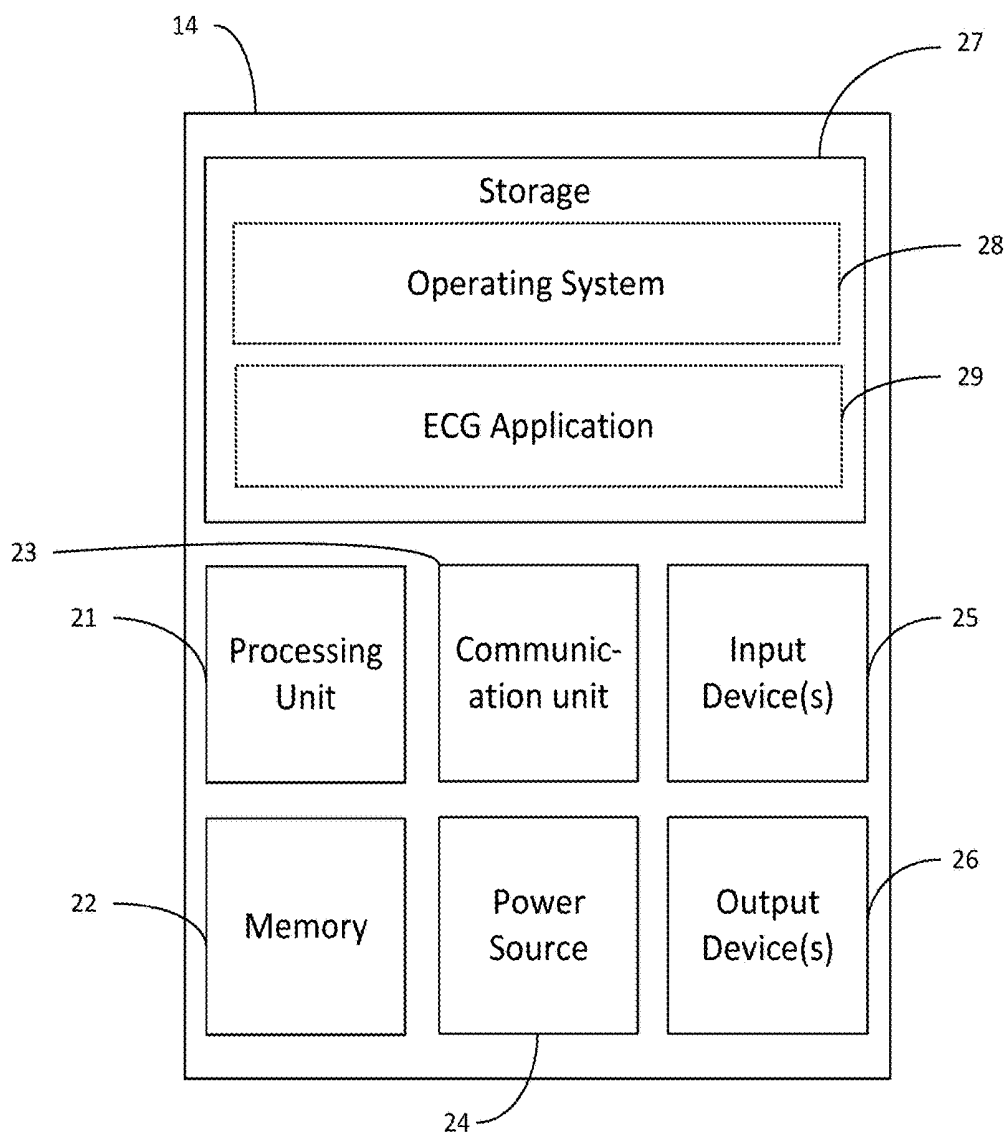 14
27
Storage
Operating System
28
ECG Application
29
23
21
Processing
Unit
Communic-
ation unit
Input
Device(s)
25
22
Memory
Power
Source
Output
Device(s)
26
24